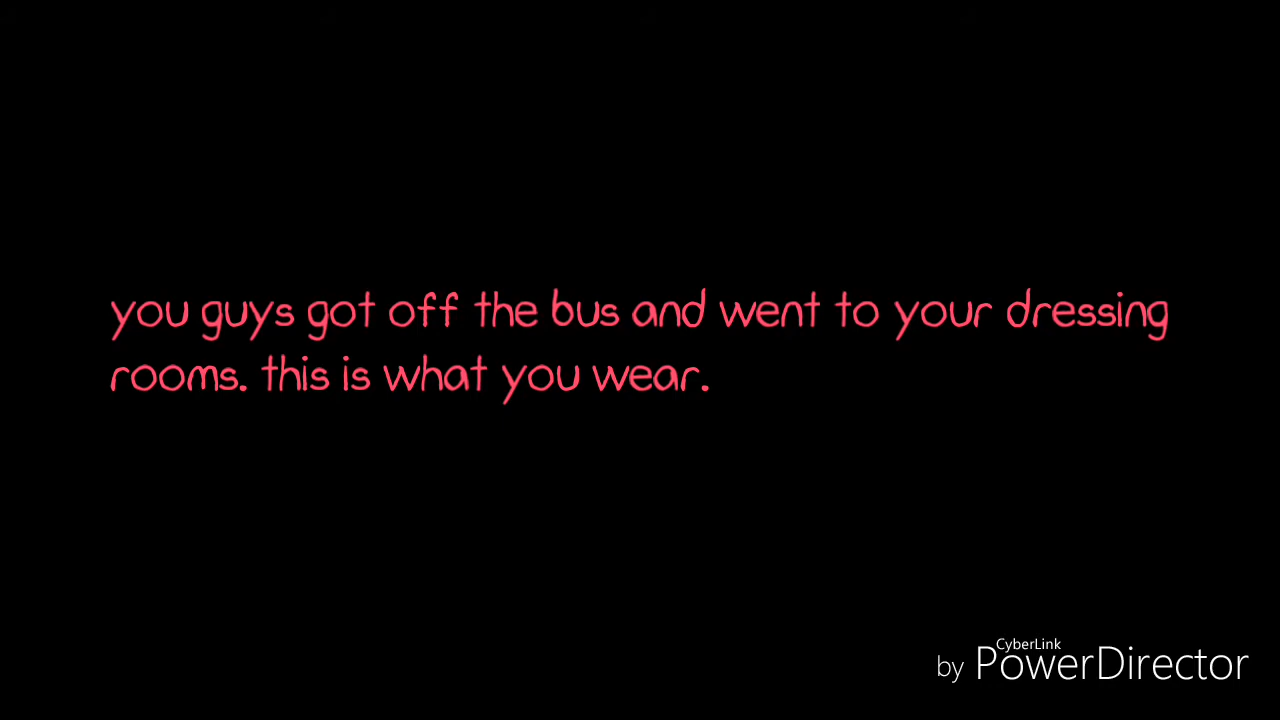 you guys got off the bus and went to your dressing
rooms. this is what you wear.
CyberLink
by PowerDirector